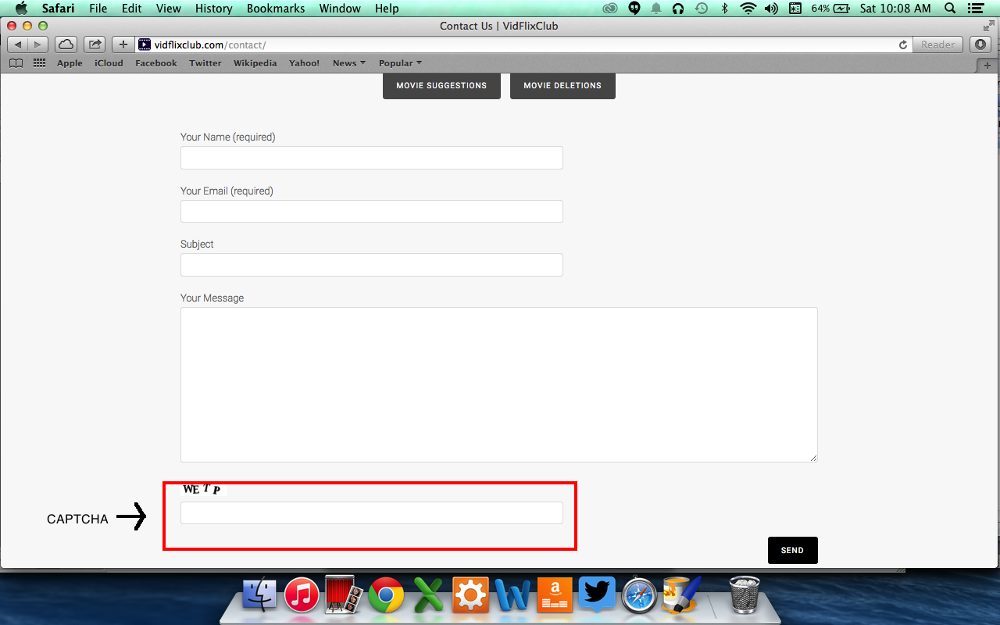 Safari File Edit View History Bookmarks Window Help 64% Sat 10:08 AM
Contact Us | VidFlixClub
vidflixclub.com/contact/ Reader
Apple iCloud Facebook Twitter Wikipedia Yahoo! News Popular
MOVIE SUGGESTIONS MOVIE DELETIONS
Your Name (required)
Your Email (required)
Subject
Your Message
WETP
CAPTCHA
SEND
a